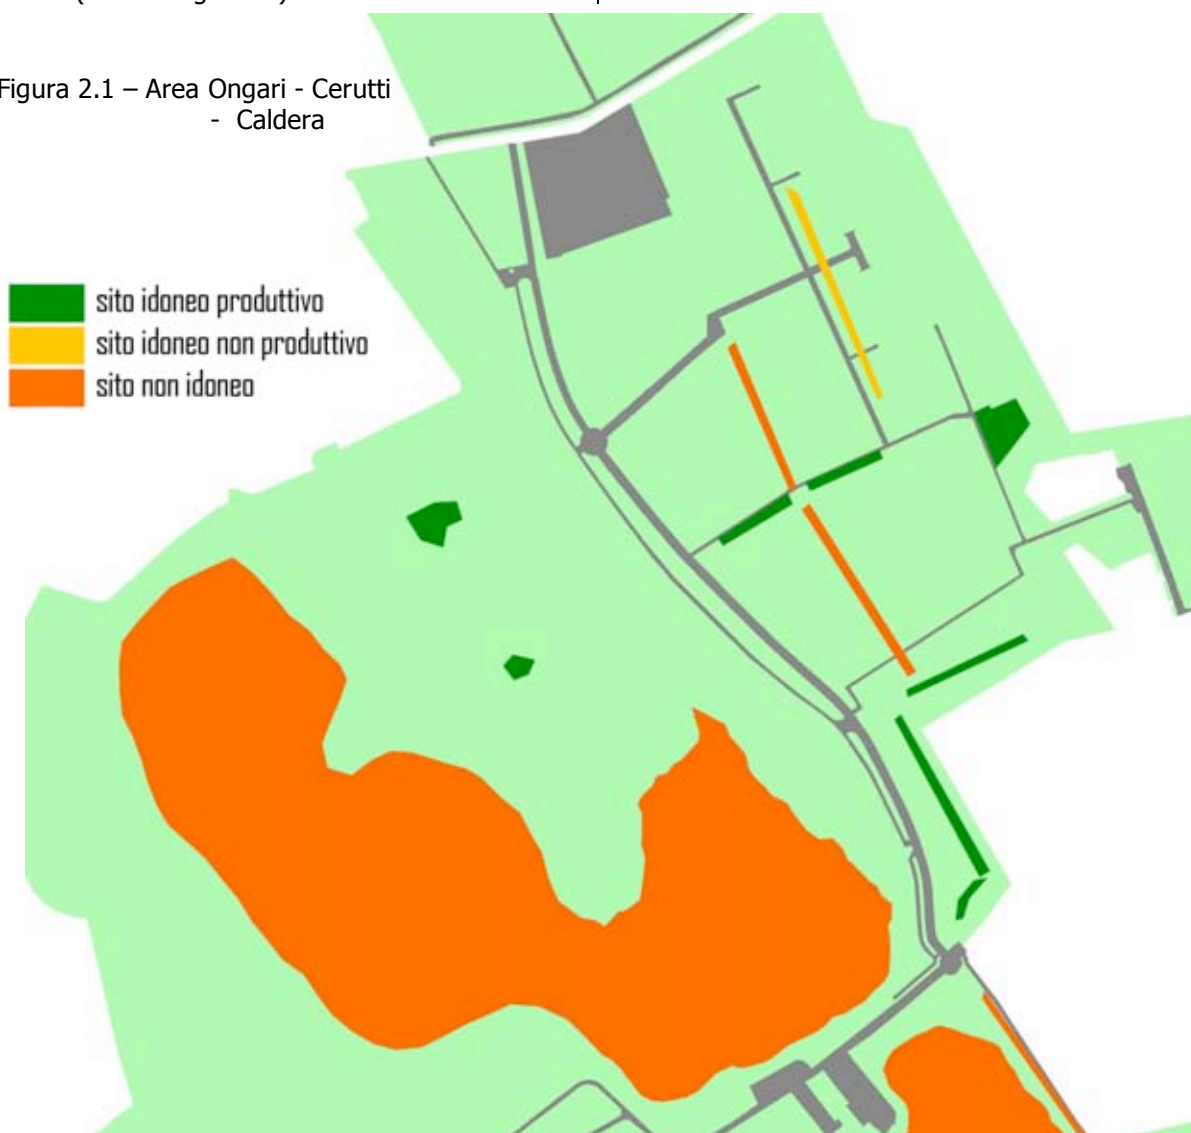 Figura 2.1 – Area Ongari - Cerutti
- Caldera
sito idoneo produttivo
sito idoneo non produttivo
sito non idoneo